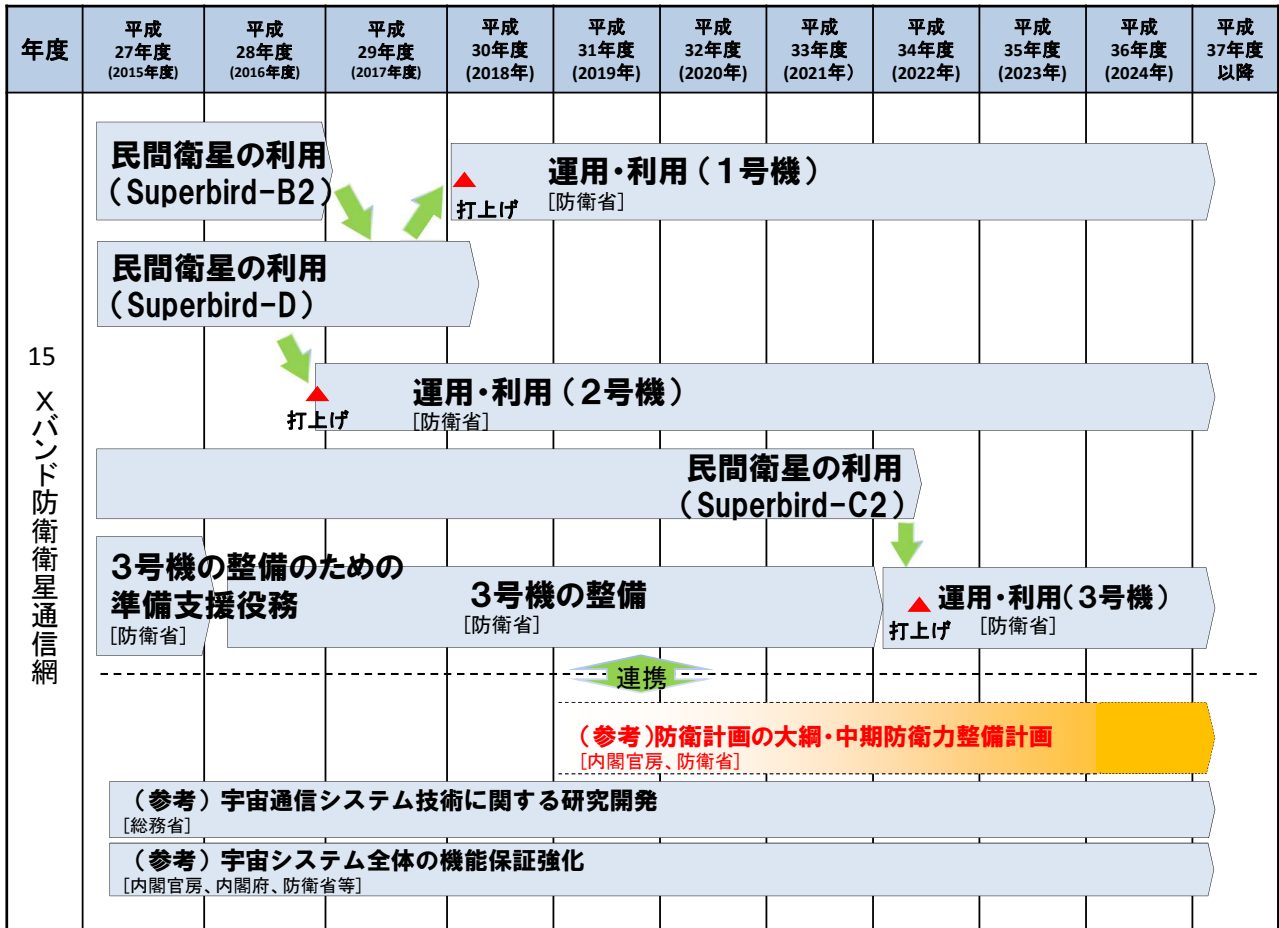 年度
平成
27年度
(2015年度)
平成
28年度
(2016年度)
平成
29年度
(2017年度)
平成
30年度
(2018年)
平成
31年度
(2019年)
平成
32年度
(2020年)
平成
33年度
(2021年)
平成
34年度
(2022年)
平成
35年度
(2023年)
平成
36年度
(2024年)
平成
37年度
以降
15
Xバンド防衛衛星通信網
民間衛星の利用
(Superbird-B2)
打上げ
運用・利用(1号機)
[防衛省]
民間衛星の利用
(Superbird-D)
打上げ
運用・利用(2号機)
[防衛省]
民間衛星の利用
(Superbird-C2)
3号機の整備のための
準備支援役務
[防衛省]
3号機の整備
[防衛省]
打上げ
運用・利用(3号機)
[防衛省]
連携
(参考)防衛計画の大綱・中期防衛力整備計画
[内閣官房、防衛省]
(参考)宇宙通信システム技術に関する研究開発
[総務省]
(参考)宇宙システム全体の機能保証強化
[内閣官房、内閣府、防衛省等]